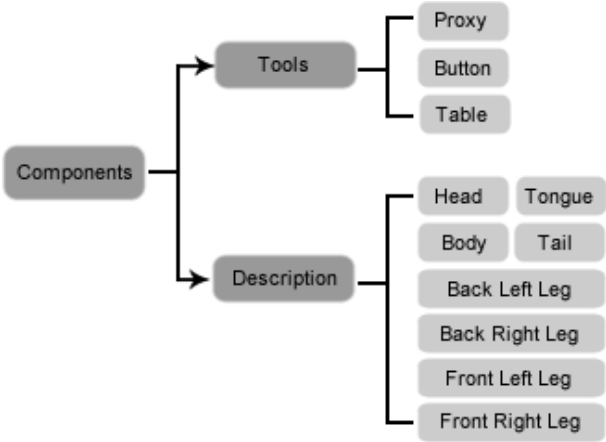 Components
Tools
Proxy
Button
Table
Description
Head Tongue
Body Tail
Back Left Leg
Back Right Leg
Front Left Leg
Front Right Leg